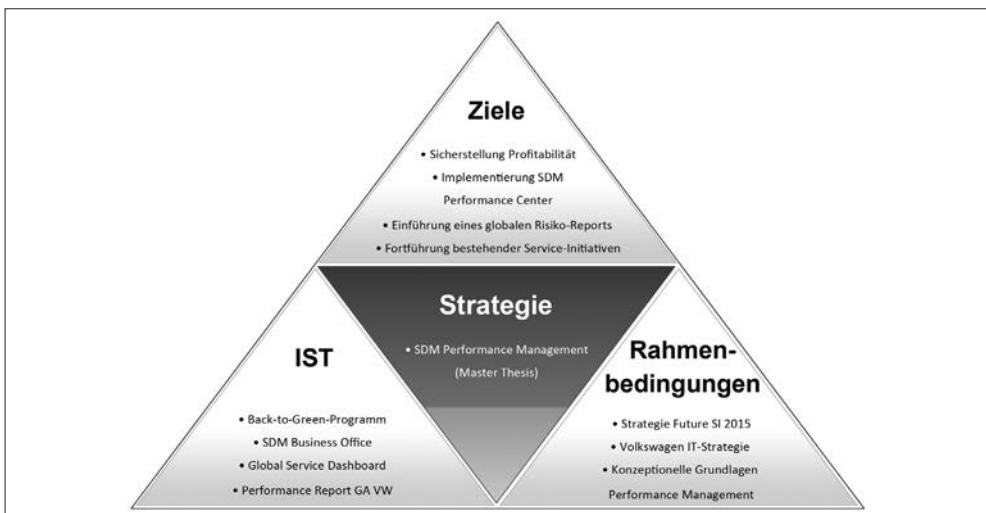 Ziele
• Sicherstellung Profitabilität
• Implementierung SDM
Performance Center
• Einführung eines globalen Risiko-Reports
• Fortführung bestehender Service-Initiativen
Strategie
• SDM Performance Management
(Master Thesis)
IST
• Back-to-Green-Programm
• SDM Business Office
• Global Service Dashboard
• Performance Report GA VW
Rahmen-
bedingungen
• Strategie Future SI 2015
• Volkswagen IT-Strategie
• Konzeptionelle Grundlagen
Performance Management